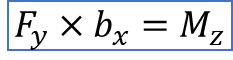 F_y × b_x = M_z